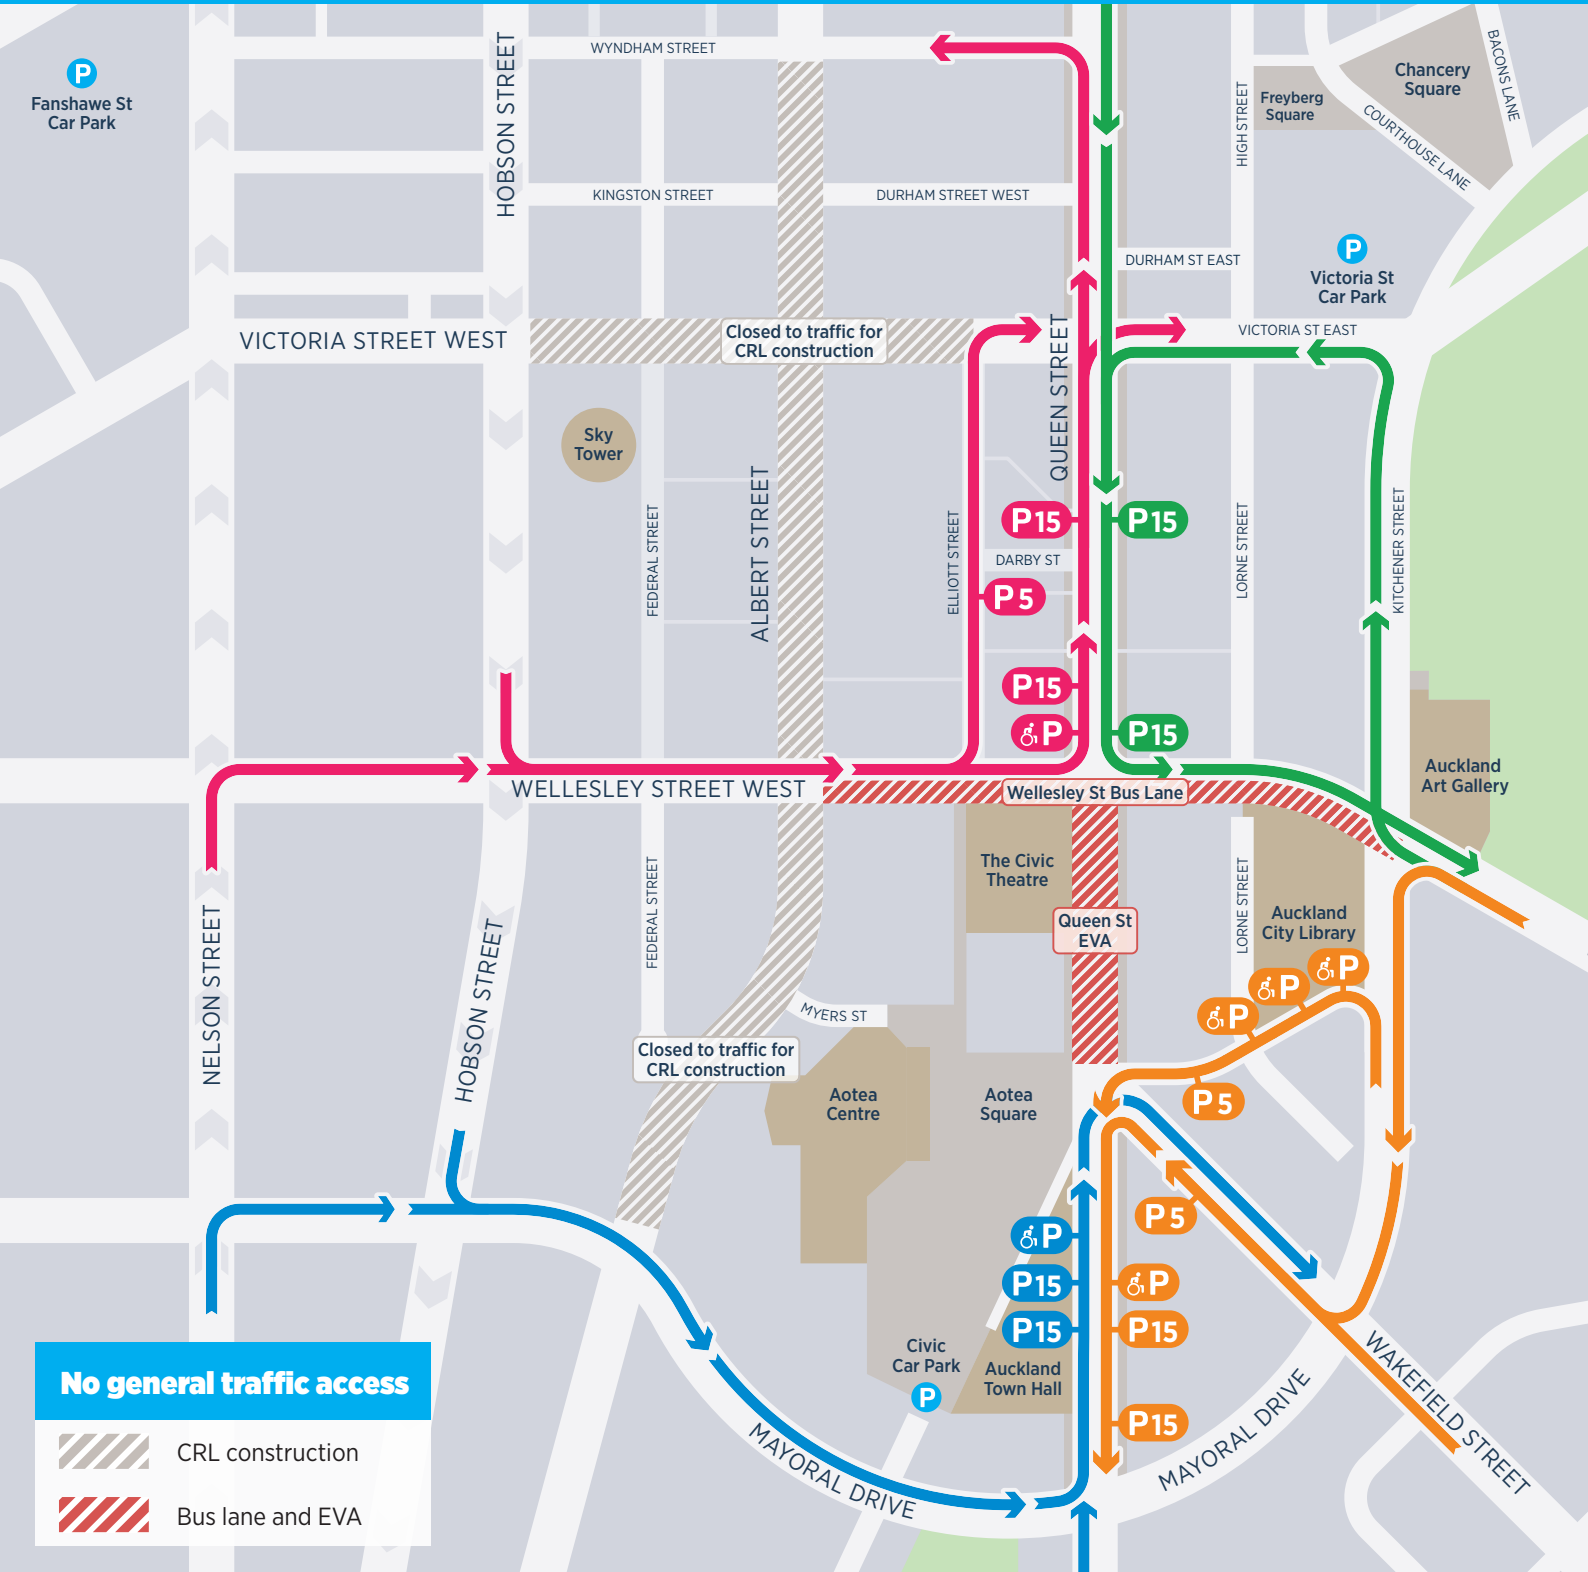 WYNDHAM STREET
HOBSON STREET
P
Fanshawe St
Car Park
Chancery
Square
BACONS LANE
Freyberg
Square
HIGH STREET
COURTHOUSE LANE
KINGSTON STREET
DURHAM STREET WEST
DURHAM ST EAST
P
Victoria St
Car Park
VICTORIA STREET WEST
Closed to traffic for
CRL construction
QUEEN STREET
VICTORIA ST EAST
Sky
Tower
FEDERAL STREET
ALBERT STREET
ELLIOTT STREET
P15
P15
DARBY ST
P5
LORNE STREET
KITCHENER STREET
P15
P
P15
WELLESLEY STREET WEST
Wellesley St Bus Lane
Auckland
Art Gallery
The Civic
Theatre
NELSON STREET
HOBSON STREET
FEDERAL STREET
Queen St
EVA
LORNE STREET
Auckland
City Library
P
P
P
MYERS ST
Closed to traffic for
CRL construction
Aotea
Centre
Aotea
Square
P5
P5
P
P15
P15
P
P15
P15
Civic
Car Park
P
Auckland
Town Hall
MAYORAL DRIVE
MAYORAL DRIVE
WAKEFIELD STREET
No general traffic access
CRL construction
Bus lane and EVA